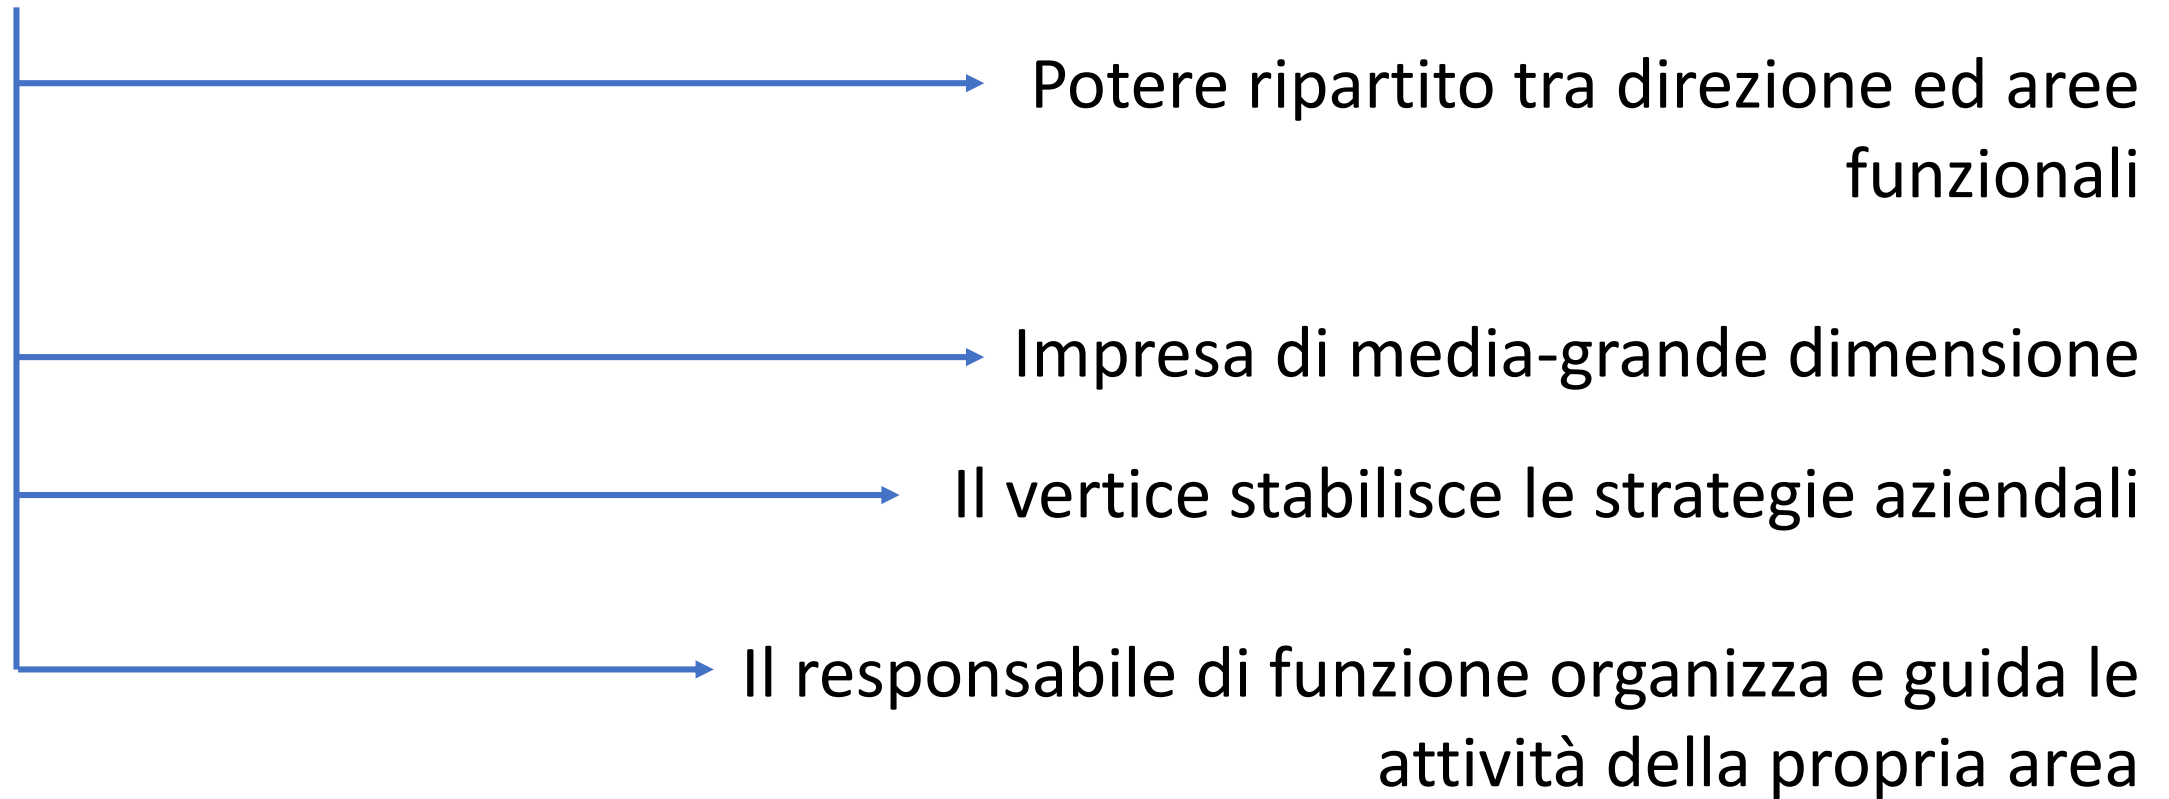 Potere ripartito tra direzione ed aree
funzionali
Impresa di media-grande dimensione
Il vertice stabilisce le strategie aziendali
Il responsabile di funzione organizza e guida le
attività della propria area